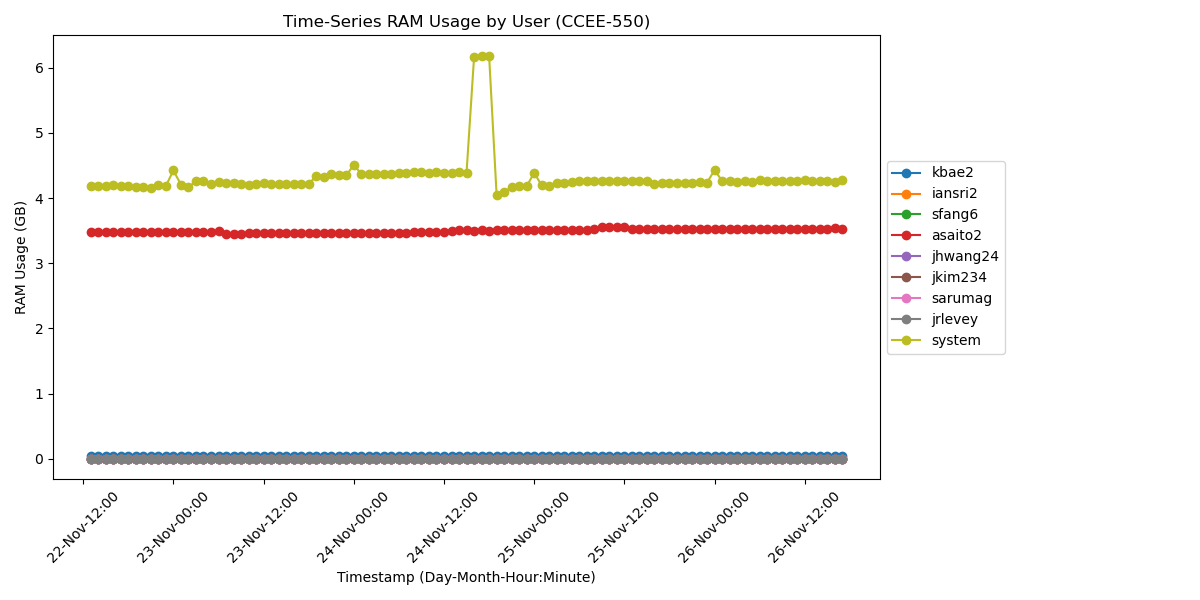 Time-Series RAM Usage by User (CCEE-550)
RAM Usage (GB)
6
5
4
3
2
1
0
22-Nov-12:00
23-Nov-00:00
23-Nov-12:00
24-Nov-00:00
24-Nov-12:00
25-Nov-00:00
25-Nov-12:00
26-Nov-00:00
26-Nov-12:00
Timestamp (Day-Month-Hour:Minute)
kbae2
iansri2
sfang6
asaito2
jhwang24
jkim234
sarumag
jrlevey
system